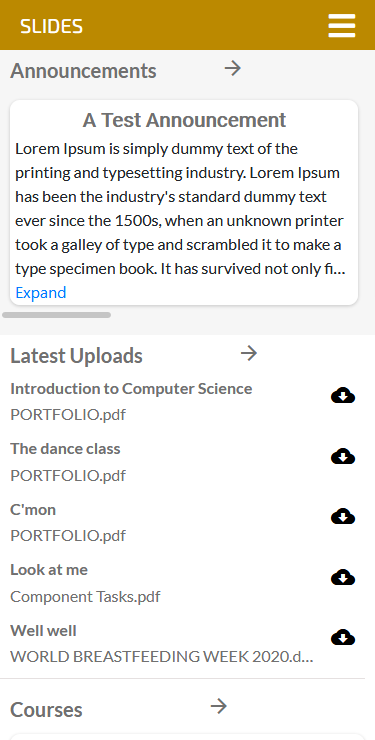 SLIDES
Announcements
A Test Announcement
Lorem Ipsum is simply dummy text of the
printing and typesetting industry. Lorem Ipsum
has been the industry's standard dummy text
ever since the 1500s, when an unknown printer
took a galley of type and scrambled it to make a
type specimen book. It has survived not only fi...
Expand
Latest Uploads
Introduction to Computer Science
PORTFOLIO.pdf
The dance class
PORTFOLIO.pdf
C'mon
PORTFOLIO.pdf
Look at me
Component Tasks.pdf
Well well
WORLD BREASTFEEDING WEEK 2020.d...
Courses